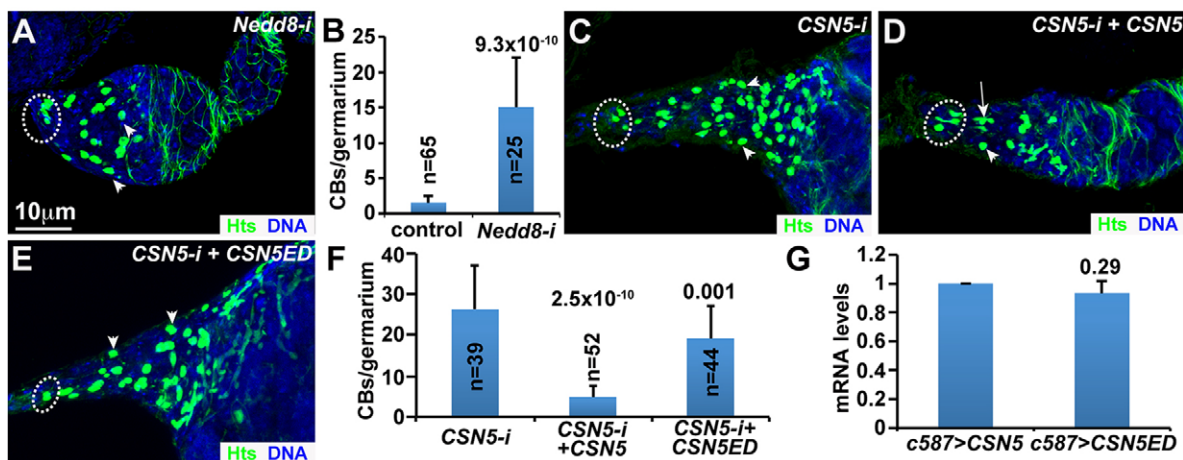 A
Nedd8-i
10μm
Hts DNA
B
9.3x10⁻¹⁰
CBs/germarium
25
20
15
10
5
0
n=65
n=25
control
Nedd8-i
C
CSN5-i
Hts DNA
D
CSN5-i + CSN5
Hts DNA
E
CSN5-i + CSN5ED
Hts DNA
F
2.5x10⁻¹⁰
0.001
CBs/germarium
40
30
20
10
0
n=39
n=52
n=44
CSN5-i
CSN5-i
+CSN5
CSN5-i+
CSN5ED
G
0.29
mRNA levels
1.2
1
0.8
0.6
0.4
0.2
0
c587>CSN5
c587>CSN5ED